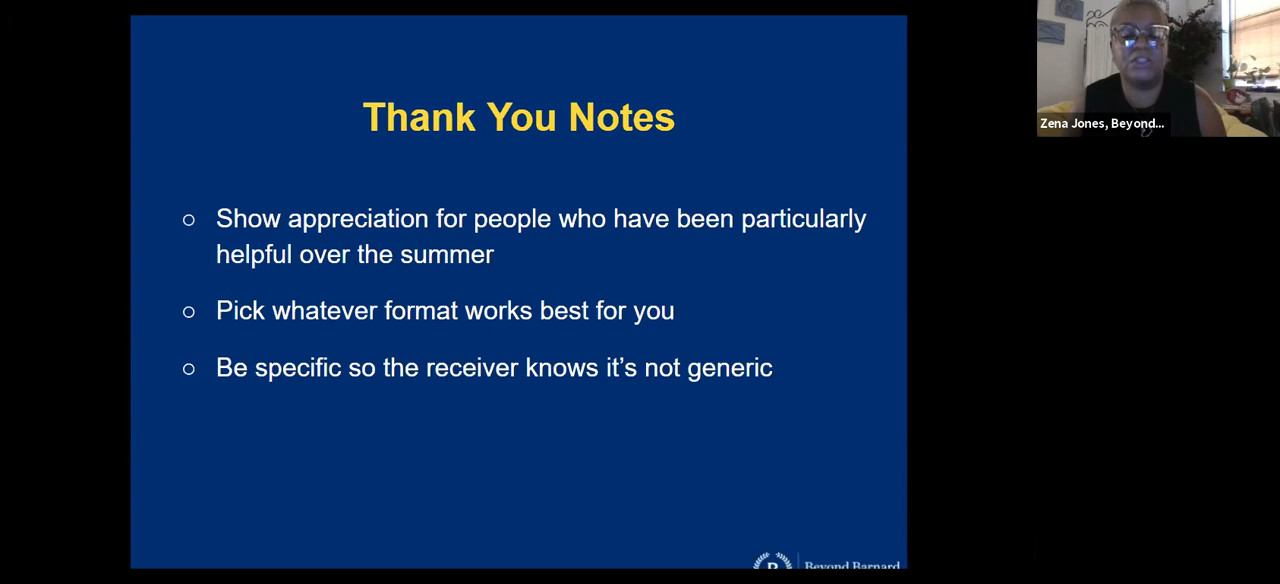 Thank You Notes
Show appreciation for people who have been particularly
helpful over the summer
Pick whatever format works best for you
Be specific so the receiver knows it’s not generic
Beyond Barnard
Zena Jones, Beyond...